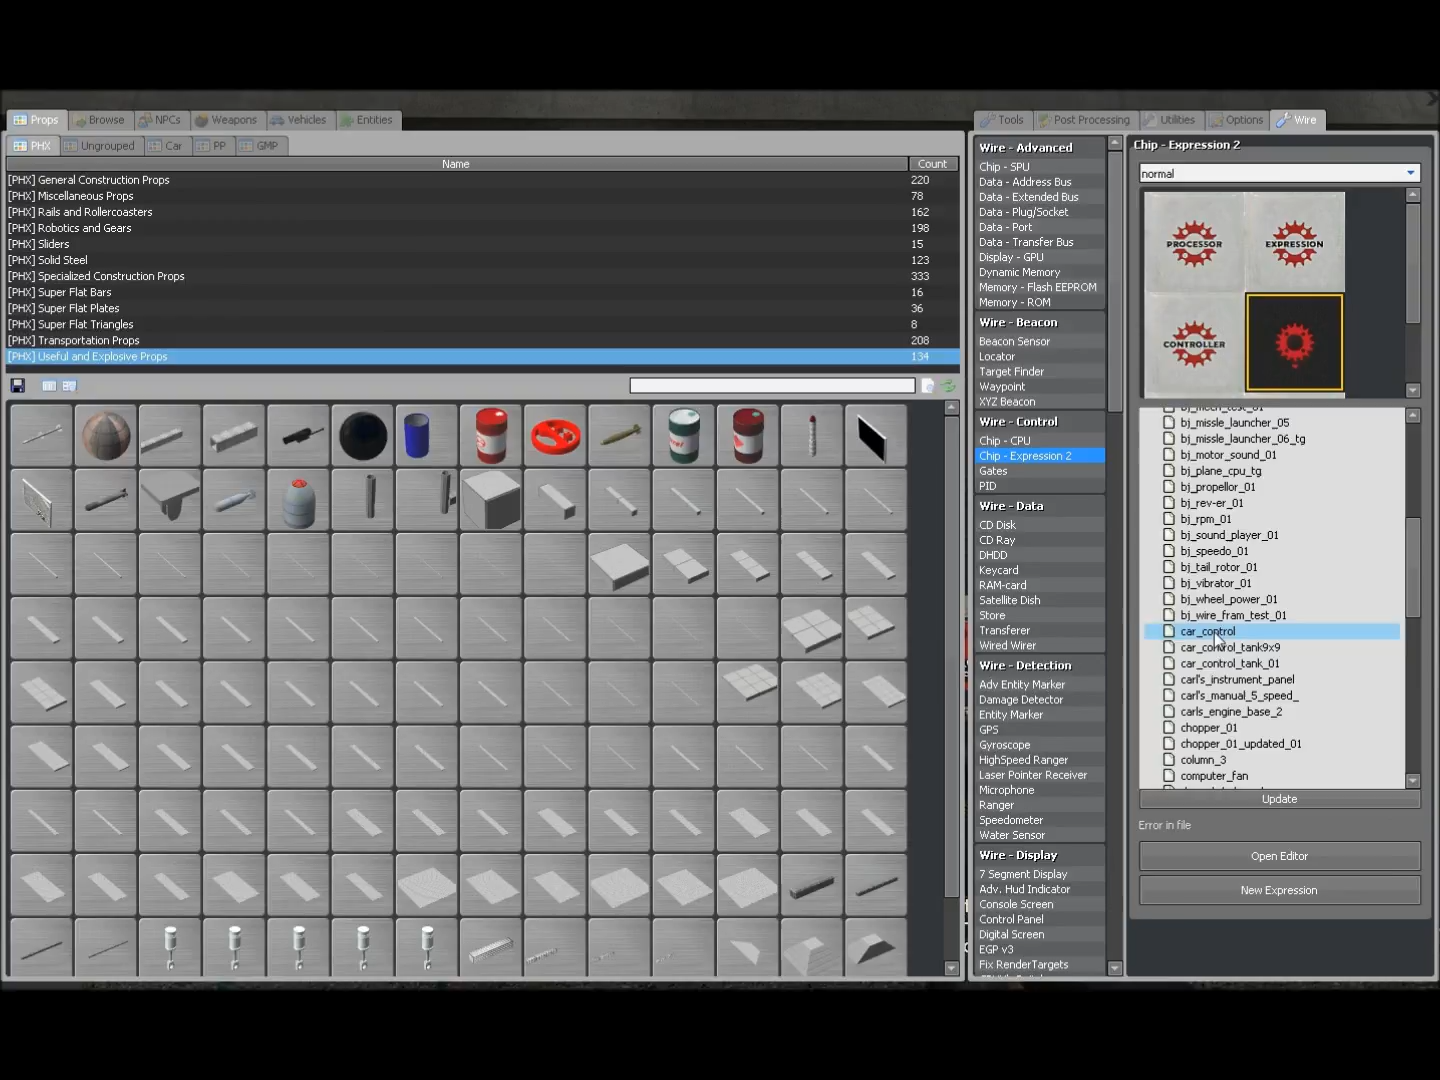 Props Browse NPCs Weapons Vehicles Entities
PHX Ungrouped Car PP GMP
Name Count
[PHX] General Construction Props 220
[PHX] Miscellaneous Props 78
[PHX] Rails and Rollercoasters 162
[PHX] Robotics and Gears 198
[PHX] Sliders 15
[PHX] Solid Steel 123
[PHX] Specialized Construction Props 333
[PHX] Super Flat Bars 16
[PHX] Super Flat Plates 36
[PHX] Super Flat Triangles 8
[PHX] Transportation Props 208
[PHX] Useful and Explosive Props 134
Tools Post Processing Utilities Options Wire
Wire - Advanced
Chip - SPU
Data - Address Bus
Data - Extended Bus
Data - Plug/Socket
Data - Port
Data - Transfer Bus
Display - GPU
Dynamic Memory
Memory - Flash EEPROM
Memory - ROM
Wire - Beacon
Beacon Sensor
Locator
Target Finder
Waypoint
XYZ Beacon
Wire - Control
Chip - CPU
Chip - Expression 2
Gates
PID
Wire - Data
CD Disk
CD Ray
DHDD
Keycard
RAM-card
Satellite Dish
Store
Transferer
Wired Wirer
Wire - Detection
Adv Entity Marker
Damage Detector
Entity Marker
GPS
Gyroscope
HighSpeed Ranger
Laser Pointer Receiver
Microphone
Ranger
Speedometer
Water Sensor
Wire - Display
7 Segment Display
Adv. Hud Indicator
Console Screen
Control Panel
Digital Screen
EGP v3
Fix RenderTargets
Chip - Expression 2
normal
PROCESSOR EXPRESSION
CONTROLLER
bj_mech_test_01
bj_missle_launcher_05
bj_missle_launcher_06_tg
bj_motor_sound_01
bj_plane_cpu_tg
bj_propellor_01
bj_rev-er_01
bj_rpm_01
bj_sound_player_01
bj_speedo_01
bj_tail_rotor_01
bj_vibrator_01
bj_wheel_power_01
bj_wire_fram_test_01
car_control
car_control_tank9x9
car_control_tank_01
carl's_instrument_panel
carl's_manual_5_speed_
carls_engine_base_2
chopper_01
chopper_01_updated_01
column_3
computer_fan
Update
Error in file
Open Editor
New Expression